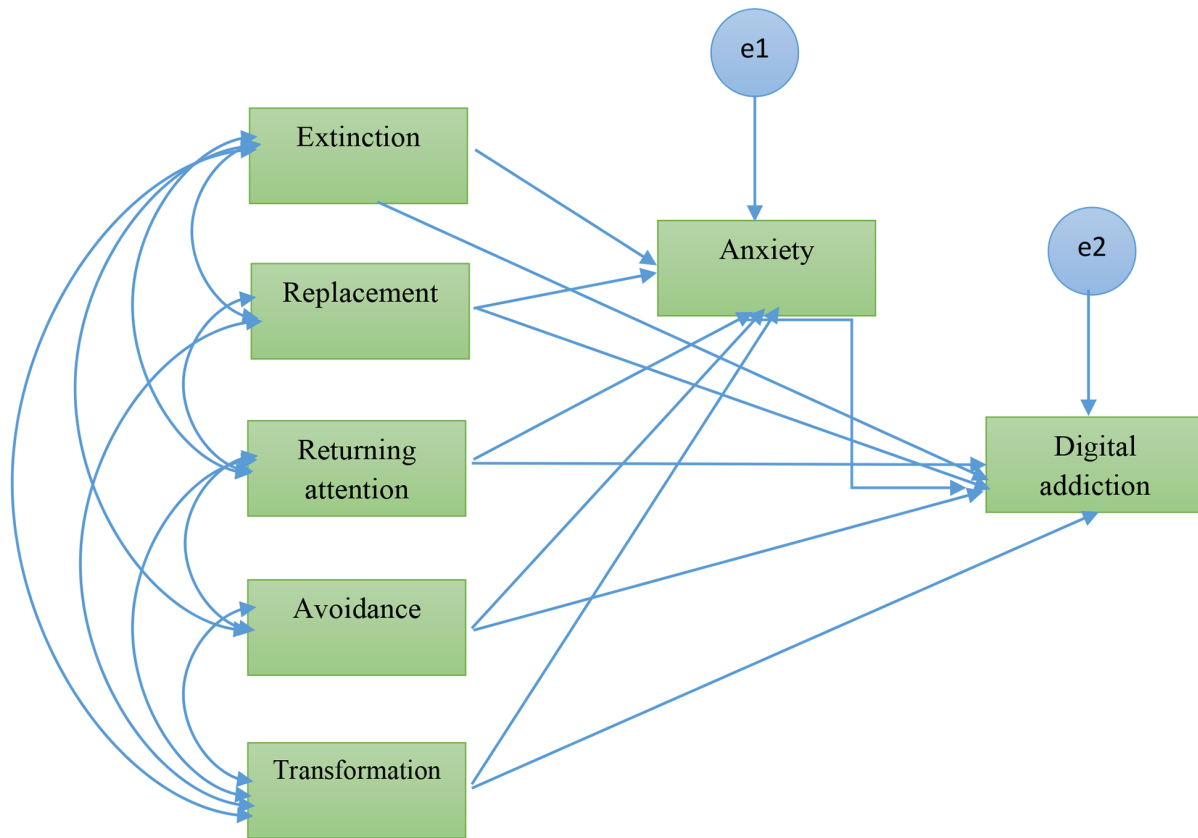 e1
Extinction
Anxiety
e2
Replacement
Returning
attention
Digital
addiction
Avoidance
Transformation